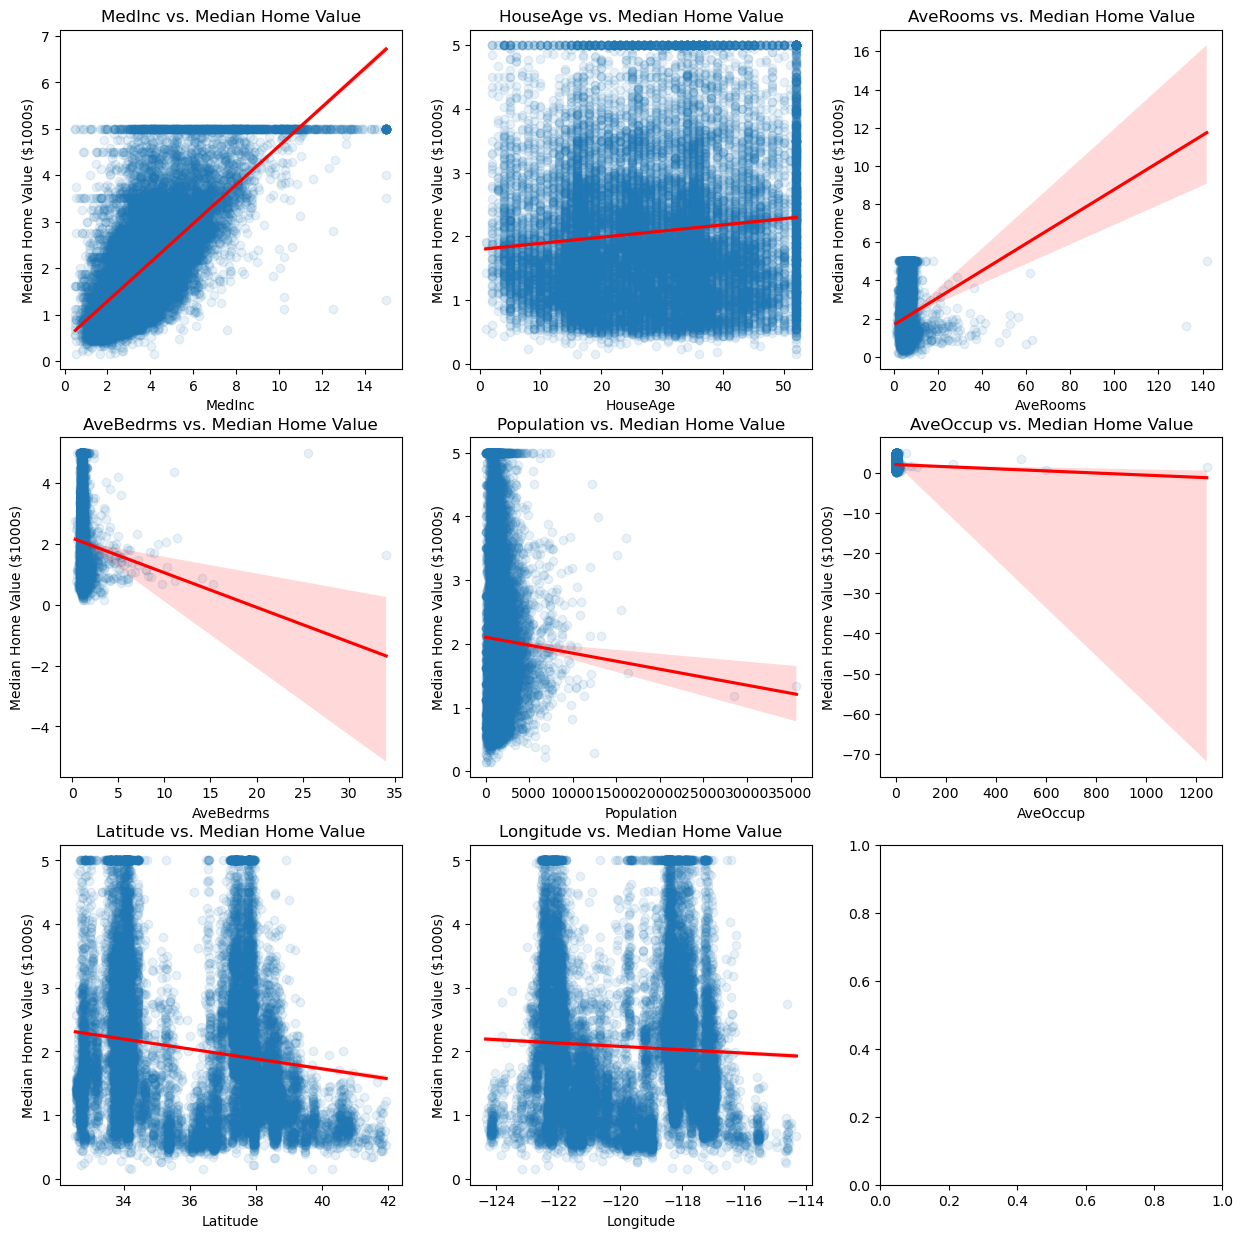 MedInc vs. Median Home Value
HouseAge vs. Median Home Value
AveRooms vs. Median Home Value
Median Home Value ($1000s)
7
6
5
4
3
2
1
0
0 2 4 6 8 10 12 14
MedInc
Median Home Value ($1000s)
5
4
3
2
1
0
0 10 20 30 40 50
HouseAge
Median Home Value ($1000s)
16
14
12
10
8
6
4
2
0
0 20 40 60 80 100 120 140
AveRooms
AveBedrms vs. Median Home Value
Population vs. Median Home Value
AveOccup vs. Median Home Value
Median Home Value ($1000s)
4
2
0
−2
−4
0 5 10 15 20 25 30 35
AveBedrms
Median Home Value ($1000s)
5
4
3
2
1
0
0 5000 10000 15000 20000 25000 30000 35000
Population
Median Home Value ($1000s)
0
−10
−20
−30
−40
−50
−60
−70
0 200 400 600 800 1000 1200
AveOccup
Latitude vs. Median Home Value
Longitude vs. Median Home Value
Median Home Value ($1000s)
5
4
3
2
1
0
34 36 38 40 42
Latitude
Median Home Value ($1000s)
5
4
3
2
1
0
−124 −122 −120 −118 −116 −114
Longitude
1.0
0.8
0.6
0.4
0.2
0.0
0.0 0.2 0.4 0.6 0.8 1.0